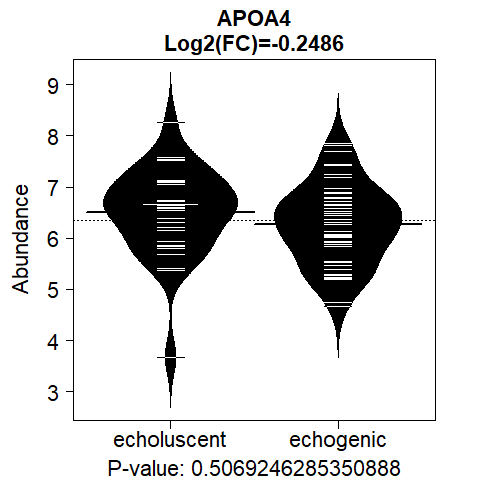 APOA4
Log2(FC)=-0.2486
Abundance
9
8
7
6
5
4
3
echoluscent echogenic
P-value: 0.5069246285350888